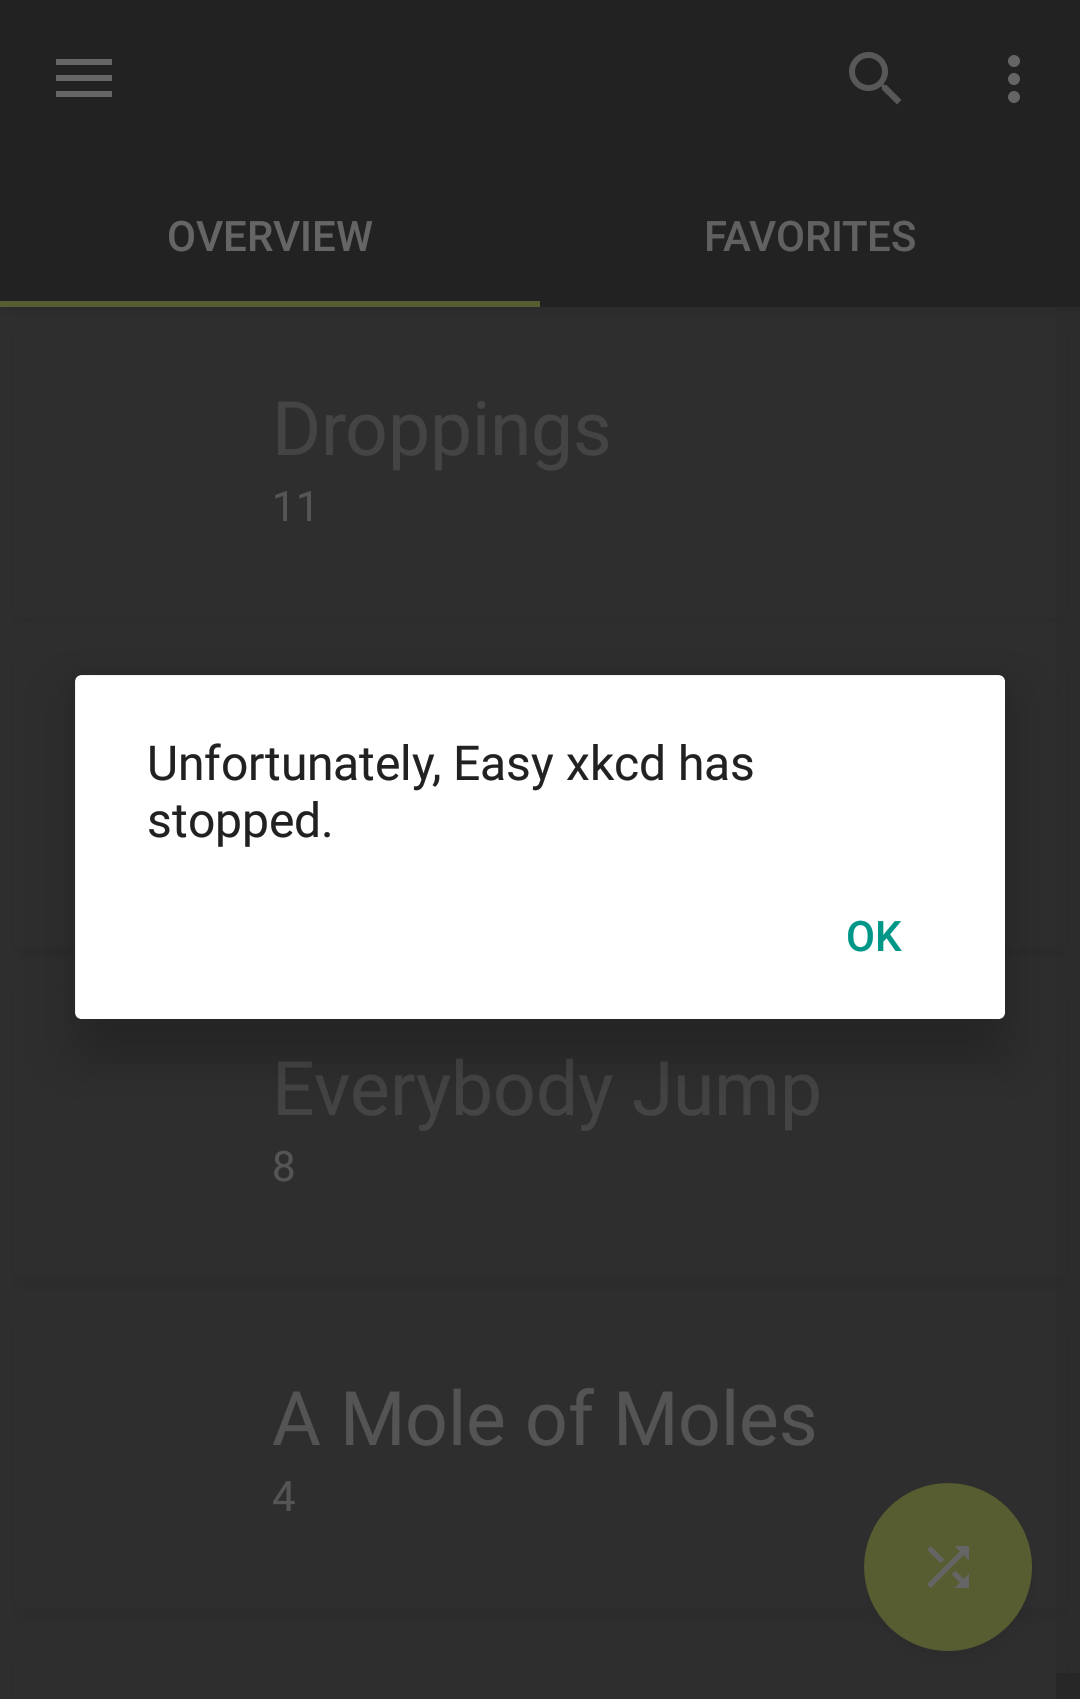 OVERVIEW
FAVORITES
Droppings
11
Unfortunately, Easy xkcd has
stopped.
OK
Everybody Jump
8
A Mole of Moles
4